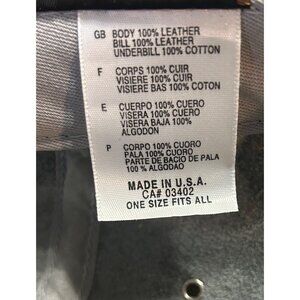 GB BODY 100% LEATHER
BILL 100% LEATHER
UNDERBILL 100% COTTON
F CORPS 100% CUIR
VISIERE 100% CUIR
VISIERE BAS 100% COTON
E CUERPO 100% CUERO
VISERA 100% CUERO
VISERA BAJA 100%
ALGODON
P CORPO 100% CUORO
PALA 100% CUORO
PARTE DE BACIO DE PALA
100% ALGODAO
MADE IN U.S.A.
CA# 03402
ONE SIZE FITS ALL